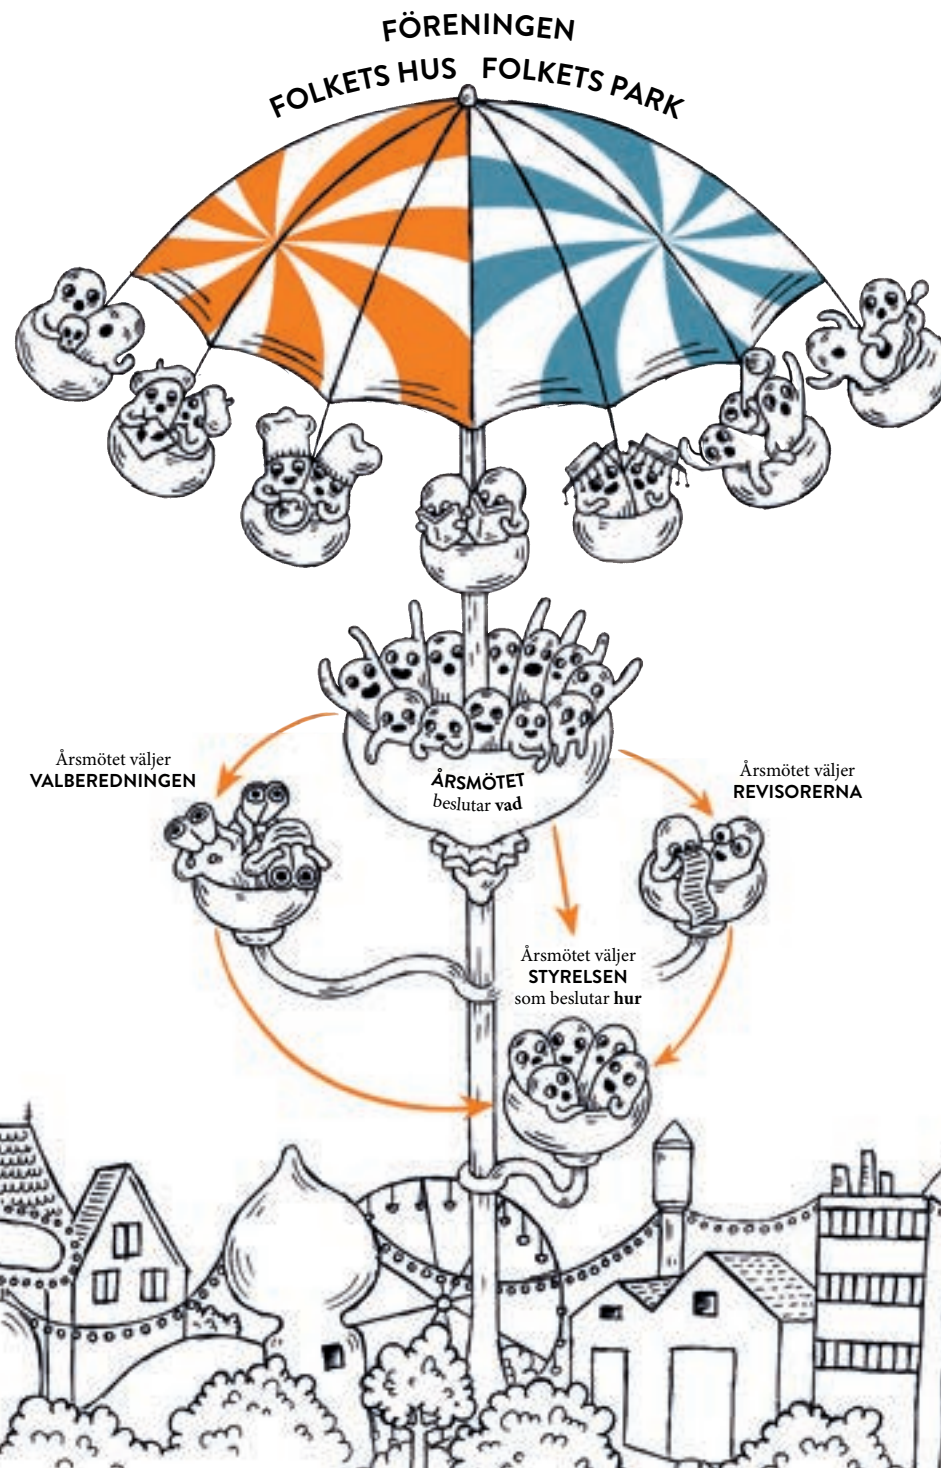 FÖRENINGEN
FOLKETS HUS FOLKETS PARK
Årsmötet väljer
VALBEREDNINGEN
ÅRSMÖTET
beslutar vad
Årsmötet väljer
REVISORERNA
Årsmötet väljer
STYRELSEN
som beslutar hur